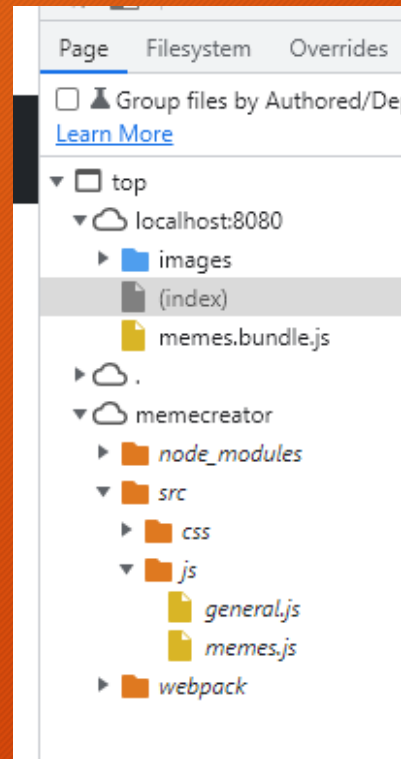 Page Filesystem Overrides
Group files by Authored/De
Learn More
top
localhost:8080
images
(index)
memes.bundle.js
.
memecreator
node_modules
src
css
js
general.js
memes.js
webpack